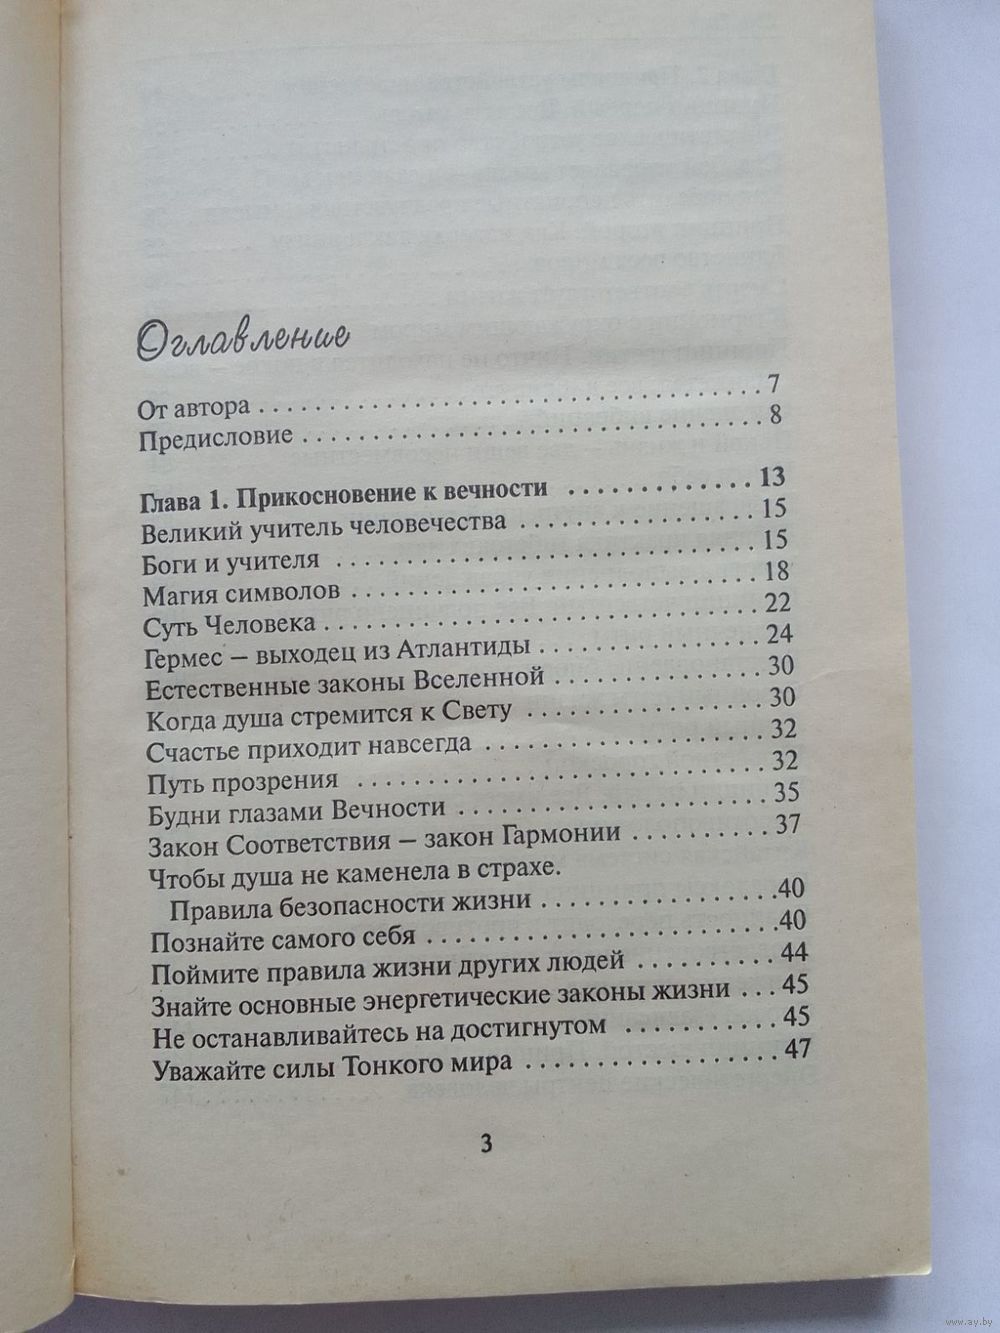 Оглавление
От автора . . . . . . . . . . . . . . . . . . . . . . . . . . . . . . . . . . . . 7
Предисловие . . . . . . . . . . . . . . . . . . . . . . . . . . . . . . . . . 8
Глава 1. Прикосновение к вечности . . . . . . . . . . . . . . 13
Великий учитель человечества . . . . . . . . . . . . . . . . . 15
Боги и учителя . . . . . . . . . . . . . . . . . . . . . . . . . . . . . . 15
Магия символов . . . . . . . . . . . . . . . . . . . . . . . . . . . . . 18
Суть Человека . . . . . . . . . . . . . . . . . . . . . . . . . . . . . . . 22
Гермес – выходец из Атлантиды . . . . . . . . . . . . . . . . 24
Естественные законы Вселенной . . . . . . . . . . . . . . . 30
Когда душа стремится к Свету . . . . . . . . . . . . . . . . . 30
Счастье приходит навсегда . . . . . . . . . . . . . . . . . . . . 32
Путь прозрения . . . . . . . . . . . . . . . . . . . . . . . . . . . . . 32
Будни глазами Вечности . . . . . . . . . . . . . . . . . . . . . . 35
Закон Соответствия – закон Гармонии . . . . . . . . . . 37
Чтобы душа не каменела в страхе.
Правила безопасности жизни . . . . . . . . . . . . . . . . . 40
Познайте самого себя . . . . . . . . . . . . . . . . . . . . . . . . .40
Поймите правила жизни других людей . . . . . . . . . . 44
Знайте основные энергетические законы жизни . . . 45
Не останавливайтесь на достигнутом . . . . . . . . . . . 45
Уважайте силы Тонкого мира . . . . . . . . . . . . . . . . . . 47
3
www.ay.by